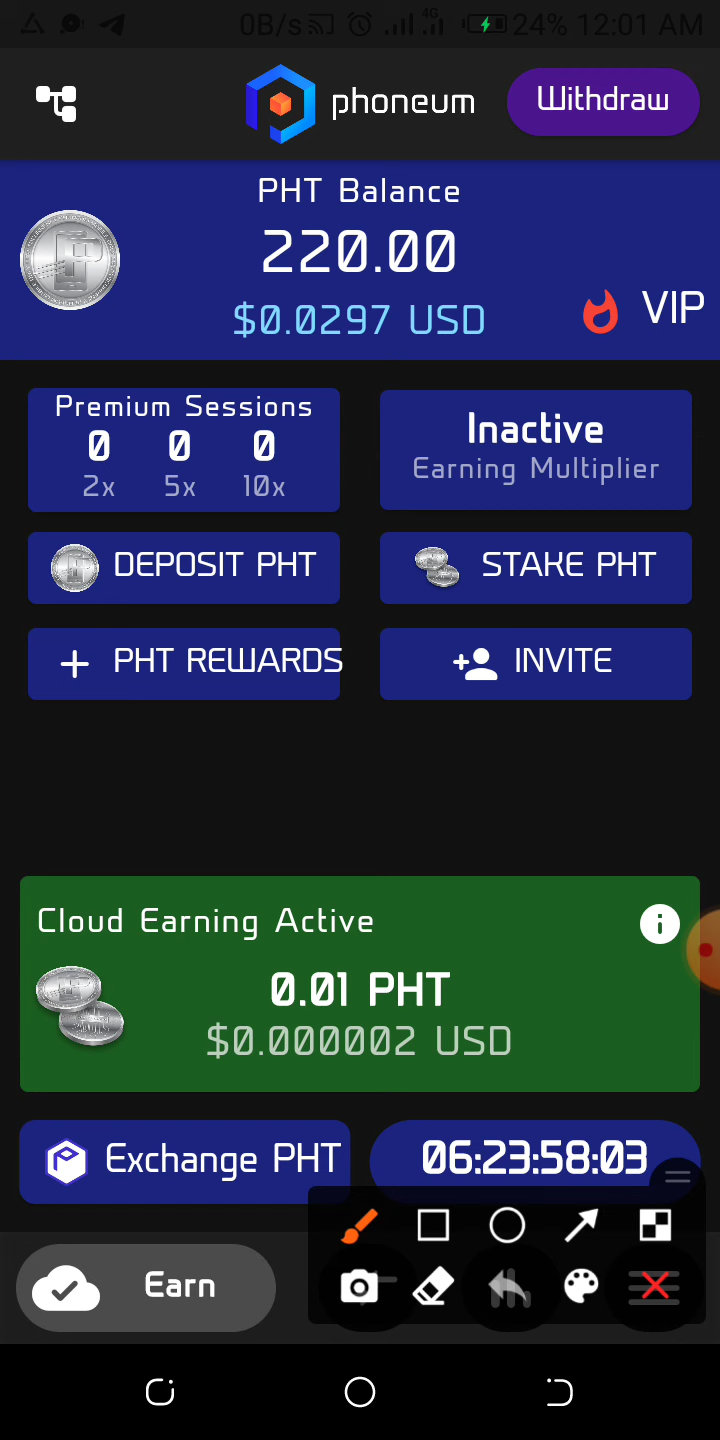 0B/s 4G 24% 12:01 AM
phoneum
Withdraw
PHT Balance
220.00
$0.0297 USD
VIP
Premium Sessions
0 0 0
2x 5x 10x
Inactive
Earning Multiplier
DEPOSIT PHT
STAKE PHT
+ PHT REWARDS
INVITE
Cloud Earning Active
0.01 PHT
$0.000002 USD
Exchange PHT
06:23:58:03
Earn